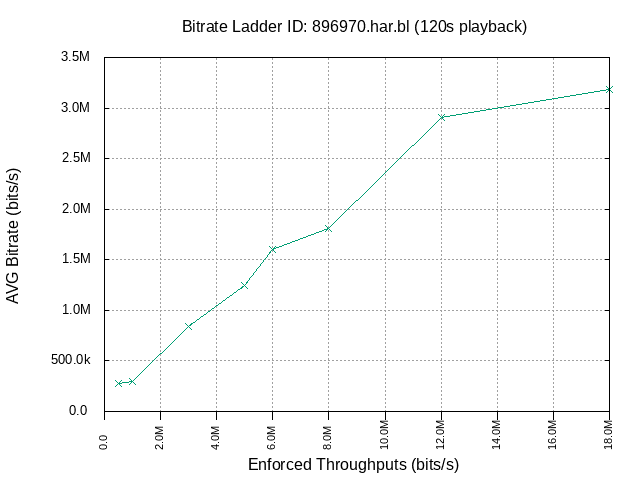 Bitrate Ladder ID: 896970.har.bl (120s playback)
3.5M
3.0M
2.5M
2.0M
1.5M
1.0M
500.0k
0.0
AVG Bitrate (bits/s)
0.0 2.0M 4.0M 6.0M 8.0M 10.0M 12.0M 14.0M 16.0M 18.0M
Enforced Throughputs (bits/s)